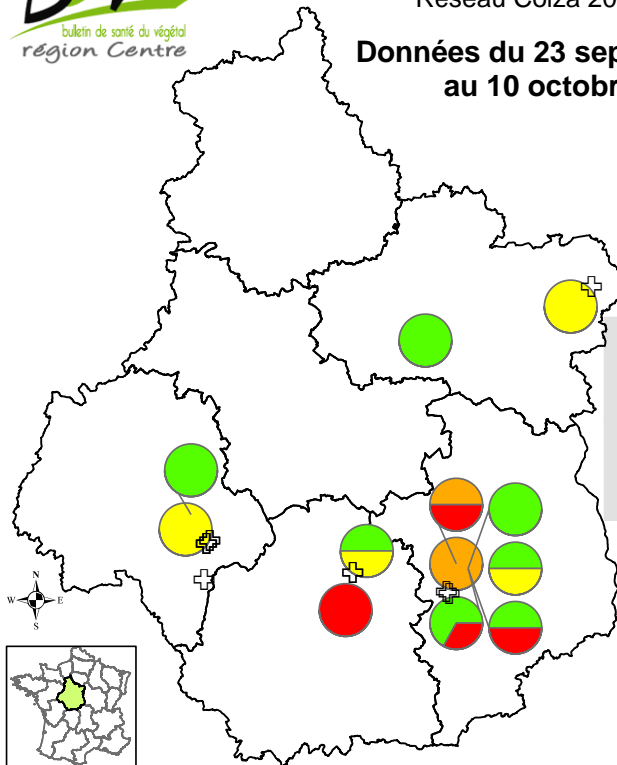 bulletin de santé du végétal
région Centre
Réseau Colza 20
Données du 23 sep
au 10 octobr
N
W
E
S